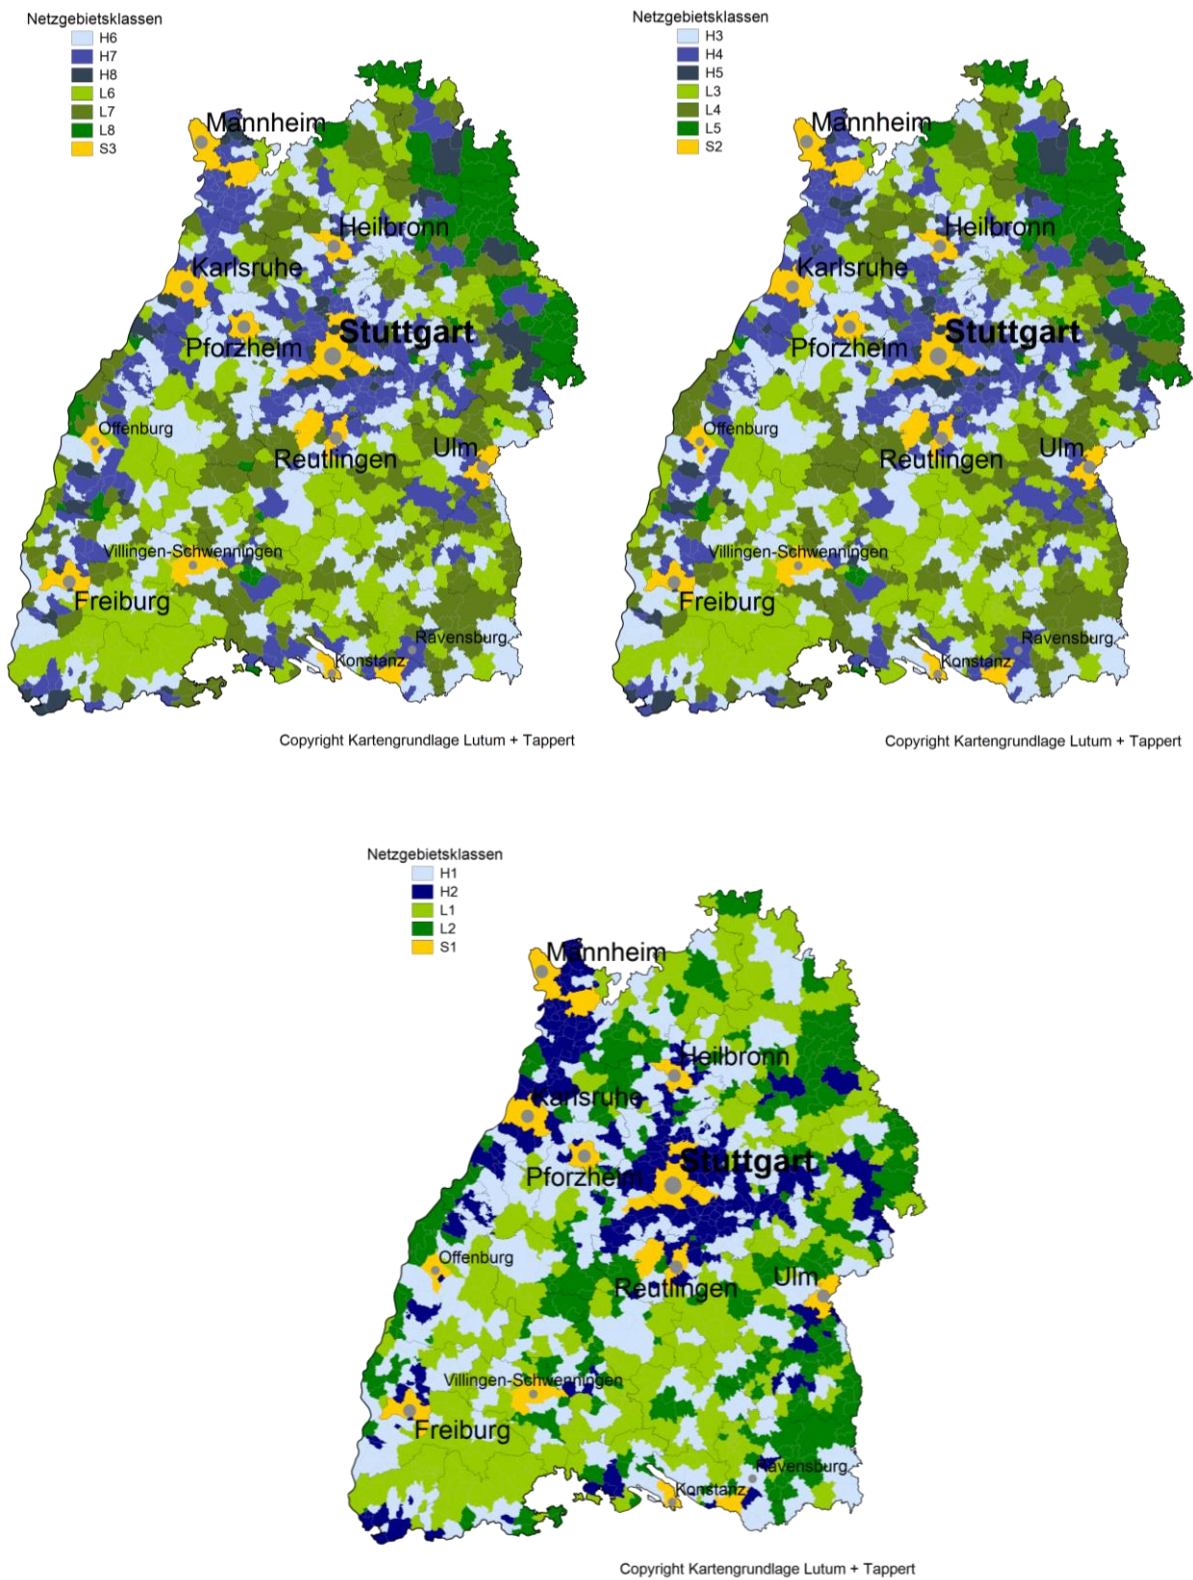 Netzgebietsklassen
H6
H7
H8
L6
L7
L8
S3
Mannheim
Heilbronn
Karlsruhe
Stuttgart
Pforzheim
Offenburg
Ulm
Reutlingen
Villingen-Schwenningen
Freiburg
Ravensburg
Konstanz
Copyright Kartengrundlage Lutum + Tappert
Netzgebietsklassen
H3
H4
H5
L3
L4
L5
S2
Mannheim
Heilbronn
Karlsruhe
Stuttgart
Pforzheim
Offenburg
Ulm
Reutlingen
Villingen-Schwenningen
Freiburg
Ravensburg
Konstanz
Copyright Kartengrundlage Lutum + Tappert
Netzgebietsklassen
H1
H2
L1
L2
S1
Mannheim
Heilbronn
Karlsruhe
Stuttgart
Pforzheim
Offenburg
Ulm
Reutlingen
Villingen-Schwenningen
Freiburg
Ravensburg
Konstanz
Copyright Kartengrundlage Lutum + Tappert